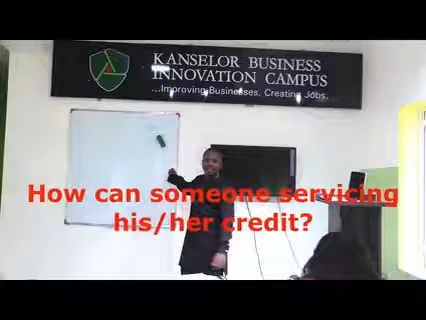 KANSELOR BUSINESS
INNOVATION CAMPUS
...Improving Businesses, Creating Jobs.
How can someone servicing
his/her credit?